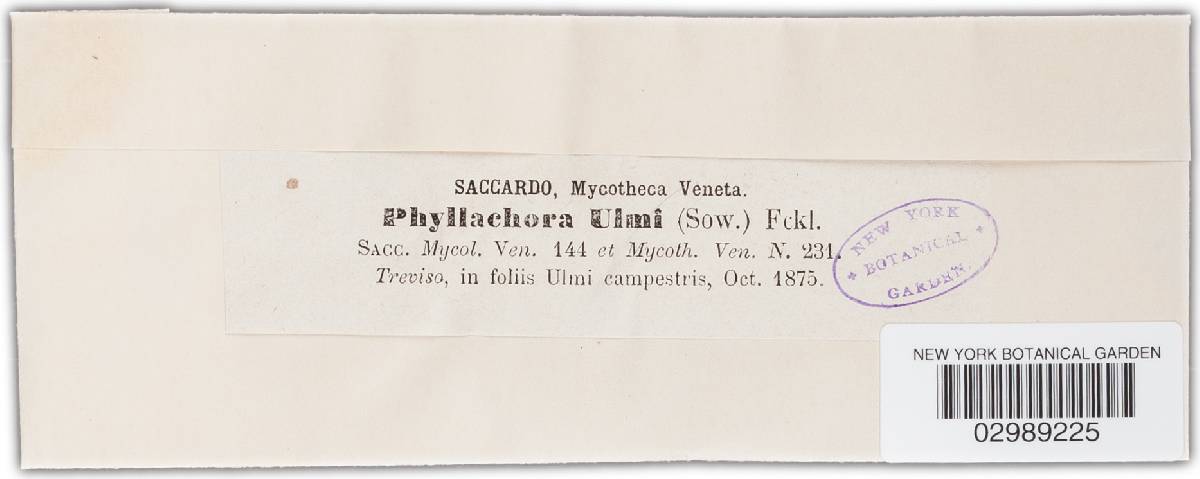 SACCARDO, Mycotheca Veneta.
Phyllachora Ulmi (Sow.) Fckl.
SACC. Mycol. Ven. 144 et Mycoth. Ven. N. 231.
Treviso, in foliis Ulmi campestris, Oct. 1875.
NEW YORK
* BOTANICAL *
GARDEN.
NEW YORK BOTANICAL GARDEN
02989225